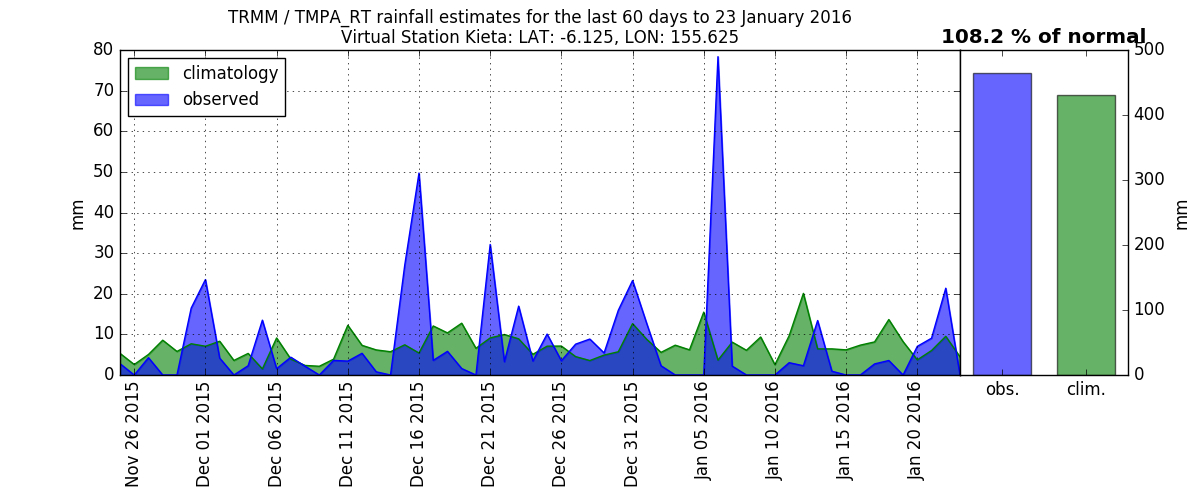 TRMM / TMPA_RT rainfall estimates for the last 60 days to 23 January 2016
Virtual Station Kieta: LAT: -6.125, LON: 155.625
108.2 % of normal
climatology
observed
80
70
60
50
40
30
20
10
0
mm
Nov 26 2015
Dec 01 2015
Dec 06 2015
Dec 11 2015
Dec 16 2015
Dec 21 2015
Dec 26 2015
Dec 31 2015
Jan 05 2016
Jan 10 2016
Jan 15 2016
Jan 20 2016
obs.
clim.
500
400
300
200
100
0
mm